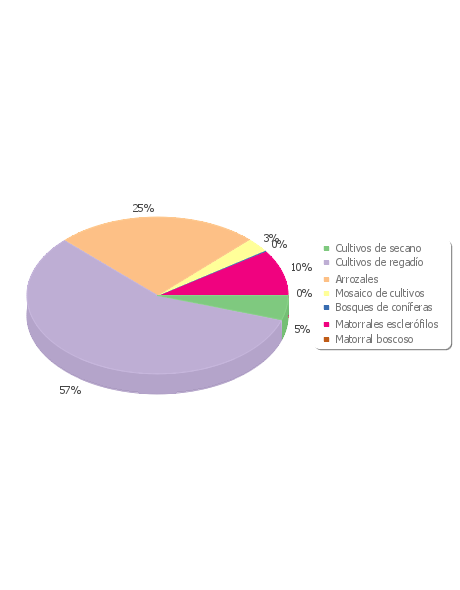 25%
3%
0%
10%
0%
5%
57%
Cultivos de secano
Cultivos de regadío
Arrozales
Mosaico de cultivos
Bosques de coníferas
Matorrales esclerófilos
Matorral boscoso